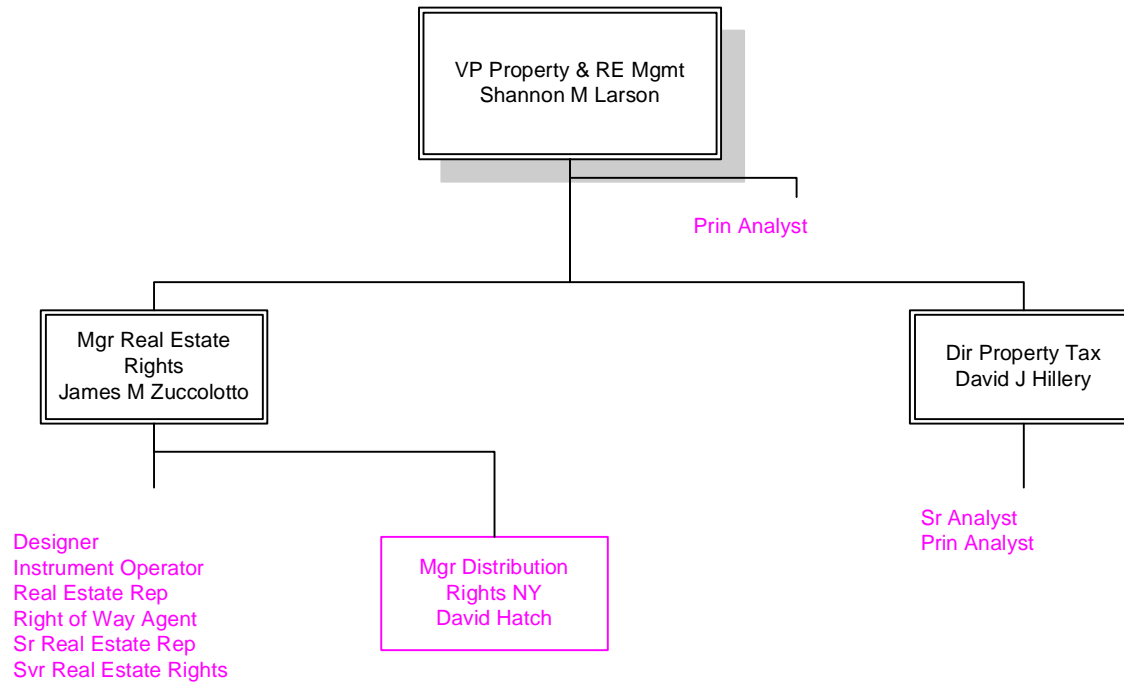 VP Property & RE Mgmt
Shannon M Larson
Prin Analyst
Mgr Real Estate
Rights
James M Zuccolotto
Dir Property Tax
David J Hillery
Designer
Instrument Operator
Real Estate Rep
Right of Way Agent
Sr Real Estate Rep
Svr Real Estate Rights
Mgr Distribution
Rights NY
David Hatch
Sr Analyst
Prin Analyst